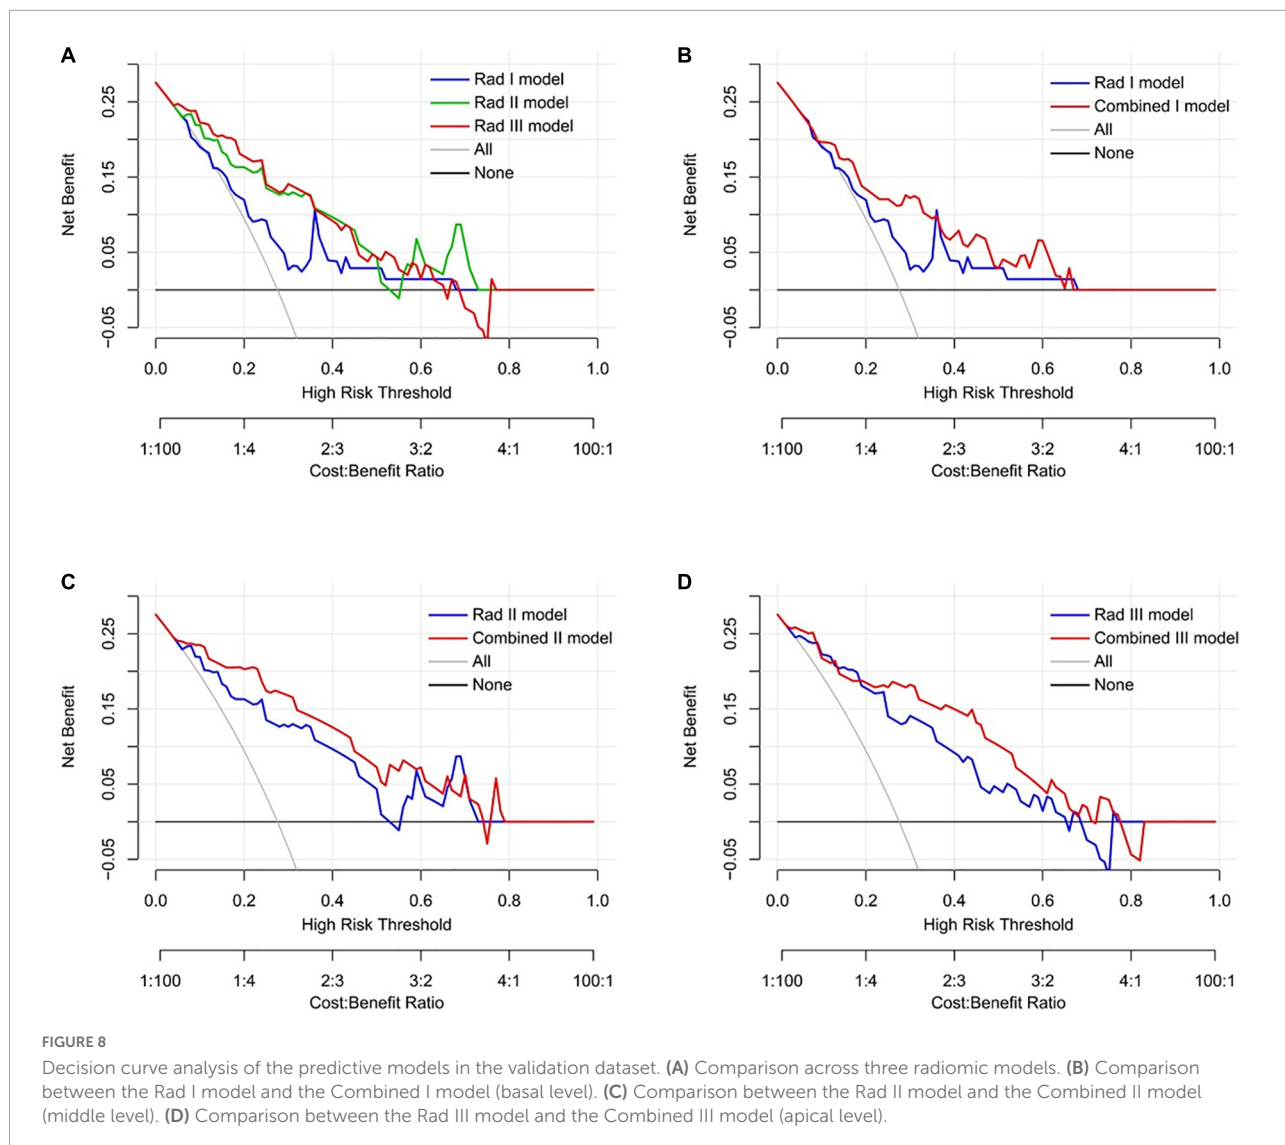 A
Rad I model
Rad II model
Rad III model
All
None
Net Benefit
0.25
0.15
0.05
−0.05
0.0 0.2 0.4 0.6 0.8 1.0
High Risk Threshold
1:100 1:4 2:3 3:2 4:1 100:1
Cost:Benefit Ratio
B
Rad I model
Combined I model
All
None
Net Benefit
0.25
0.15
0.05
−0.05
0.0 0.2 0.4 0.6 0.8 1.0
High Risk Threshold
1:100 1:4 2:3 3:2 4:1 100:1
Cost:Benefit Ratio
C
Rad II model
Combined II model
All
None
Net Benefit
0.25
0.15
0.05
−0.05
0.0 0.2 0.4 0.6 0.8 1.0
High Risk Threshold
1:100 1:4 2:3 3:2 4:1 100:1
Cost:Benefit Ratio
D
Rad III model
Combined III model
All
None
Net Benefit
0.25
0.15
0.05
−0.05
0.0 0.2 0.4 0.6 0.8 1.0
High Risk Threshold
1:100 1:4 2:3 3:2 4:1 100:1
Cost:Benefit Ratio
FIGURE 8
Decision curve analysis of the predictive models in the validation dataset. (A) Comparison across three radiomic models. (B) Comparison
between the Rad I model and the Combined I model (basal level). (C) Comparison between the Rad II model and the Combined II model
(middle level). (D) Comparison between the Rad III model and the Combined III model (apical level).